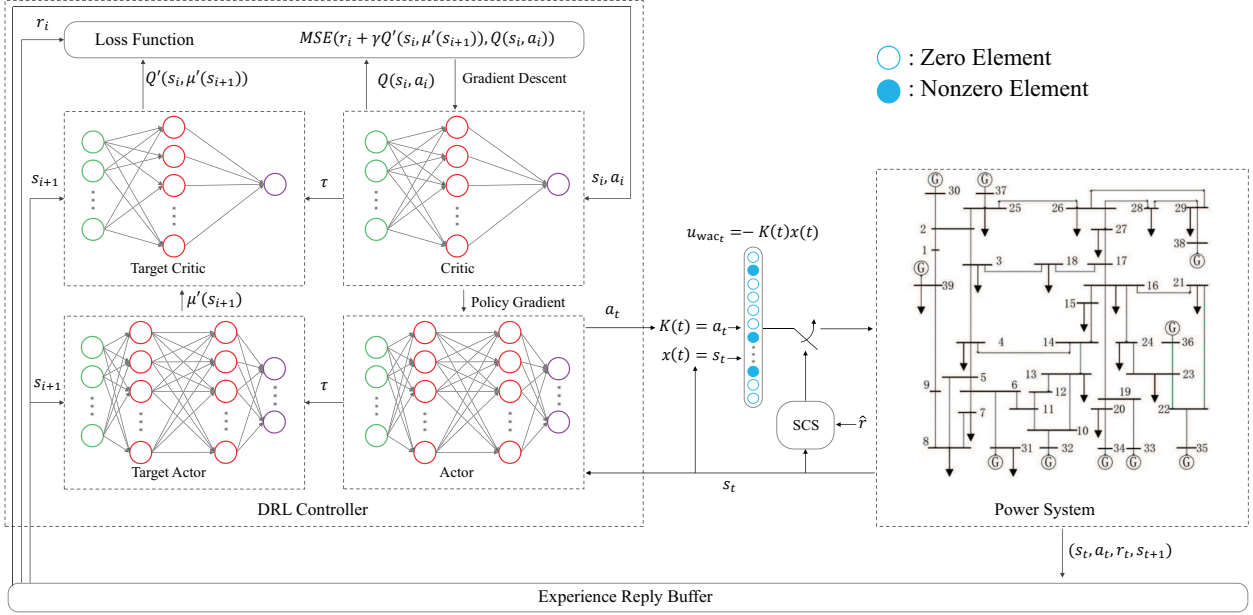 r_i
Loss Function
MSE(r_i + γQ′(s_i, μ′(s_{i+1})), Q(s_i, a_i))
Q′(s_i, μ′(s_{i+1}))
Q(s_i, a_i)
Gradient Descent
: Zero Element
: Nonzero Element
s_{i+1}
τ
s_i, a_i
Target Critic
Critic
μ′(s_{i+1})
Policy Gradient
a_t
s_{i+1}
τ
Target Actor
Actor
DRL Controller
u_{wac_t} = − K(t)x(t)
K(t) = a_t
x(t) = s_t
SCS
r̂
s_t
G
G
30
37
25
26
28
29
2
27
38
1
G
3
18
17
G
39
16
21
15
G
4
14
24
36
5
13
23
9
6
12
19
7
11
20
22
8
10
31
32
34
33
35
G
G
G
G
G
Power System
(s_t, a_t, r_t, s_{t+1})
Experience Reply Buffer